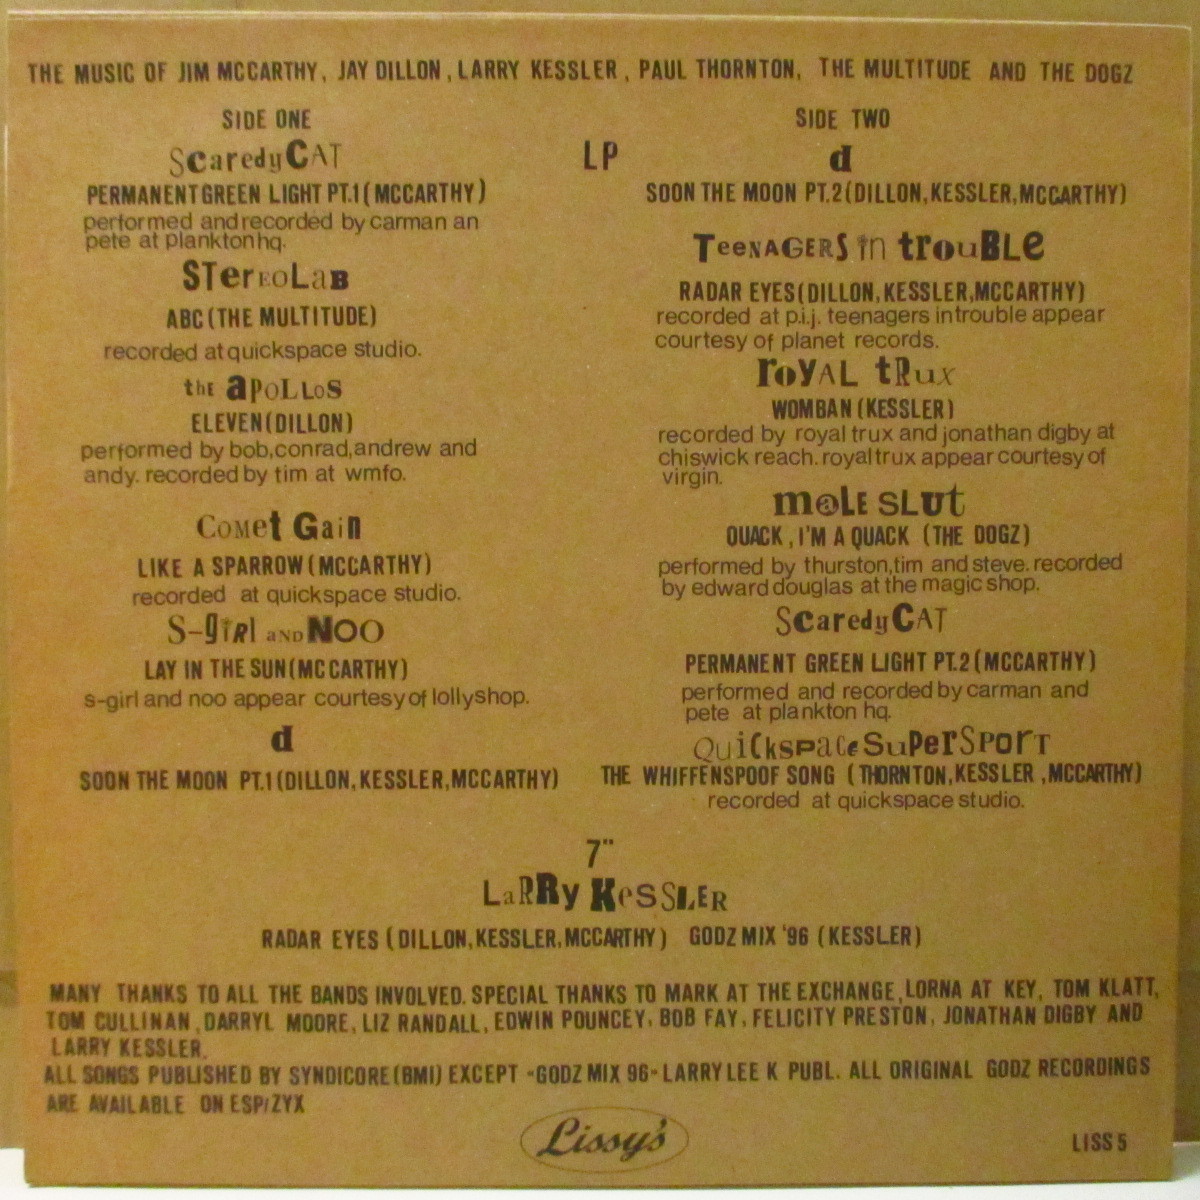 THE MUSIC OF JIM MCCARTHY, JAY DILLON, LARRY KESSLER, PAUL THORNTON, THE MULTITUDE AND THE DOGZ
SIDE ONE
ScaredyCAT
PERMANENT GREEN LIGHT PT.1 (MCCARTHY)
performed and recorded by carman an
pete at plankton hq.
STereoLaB
ABC (THE MULTITUDE)
recorded at quickspace studio.
the apoLLoS
ELEVEN (DILLON)
performed by bob, conrad, andrew and
andy. recorded by tim at wmfo.
CoMet Gain
LIKE A SPARROW (MCCARTHY)
recorded at quickspace studio.
S-girl and NOO
LAY IN THE SUN (MCCARTHY)
s-girl and noo appear courtesy of lollyshop.
d
SOON THE MOON PT.1 (DILLON, KESSLER, MCCARTHY)
LP
SIDE TWO
d
SOON THE MOON PT.2 (DILLON, KESSLER, MCCARTHY)
TeeNAGERS in trouBLe
RADAR EYES (DILLON, KESSLER, MCCARTHY)
recorded at p.i.j. teenagers in trouble appear
courtesy of planet records.
royAL tRux
WOMBAN (KESSLER)
recorded by royal trux and jonathan digby at
chiswick reach. royal trux appear courtesy of
virgin.
maLE SLUt
QUACK, I'M A QUACK (THE DOGZ)
performed by thurston, tim and steve. recorded
by edward douglas at the magic shop.
ScaredyCAT
PERMANENT GREEN LIGHT PT.2 (MCCARTHY)
performed and recorded by carman and
pete at plankton hq.
QuickspaceSuperSporT
THE WHIFFENSPOOF SONG (THORNTON, KESSLER, MCCARTHY)
recorded at quickspace studio.
7"
LaRRy KesSLER
RADAR EYES (DILLON, KESSLER, MCCARTHY) GODZ MIX '96 (KESSLER)
MANY THANKS TO ALL THE BANDS INVOLVED. SPECIAL THANKS TO MARK AT THE EXCHANGE, LORNA AT KEY, TOM KLATT,
TOM CULLINAN, DARRYL MOORE, LIZ RANDALL, EDWIN POUNCEY, BOB FAY, FELICITY PRESTON, JONATHAN DIGBY AND
LARRY KESSLER.
ALL SONGS PUBLISHED BY SYNDICORE (BMI) EXCEPT "GODZ MIX 96" LARRY LEE K PUBL. ALL ORIGINAL GODZ RECORDINGS
ARE AVAILABLE ON ESP/ZYX
Lissy's
LISS 5